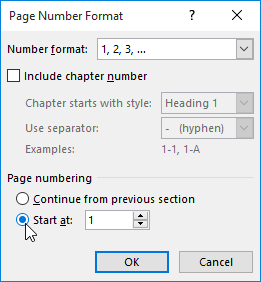 Page Number Format
Number format: 1, 2, 3, ...
Include chapter number
Chapter starts with style: Heading 1
Use separator: - (hyphen)
Examples: 1-1, 1-A
Page numbering
Continue from previous section
Start at: 1
OK Cancel